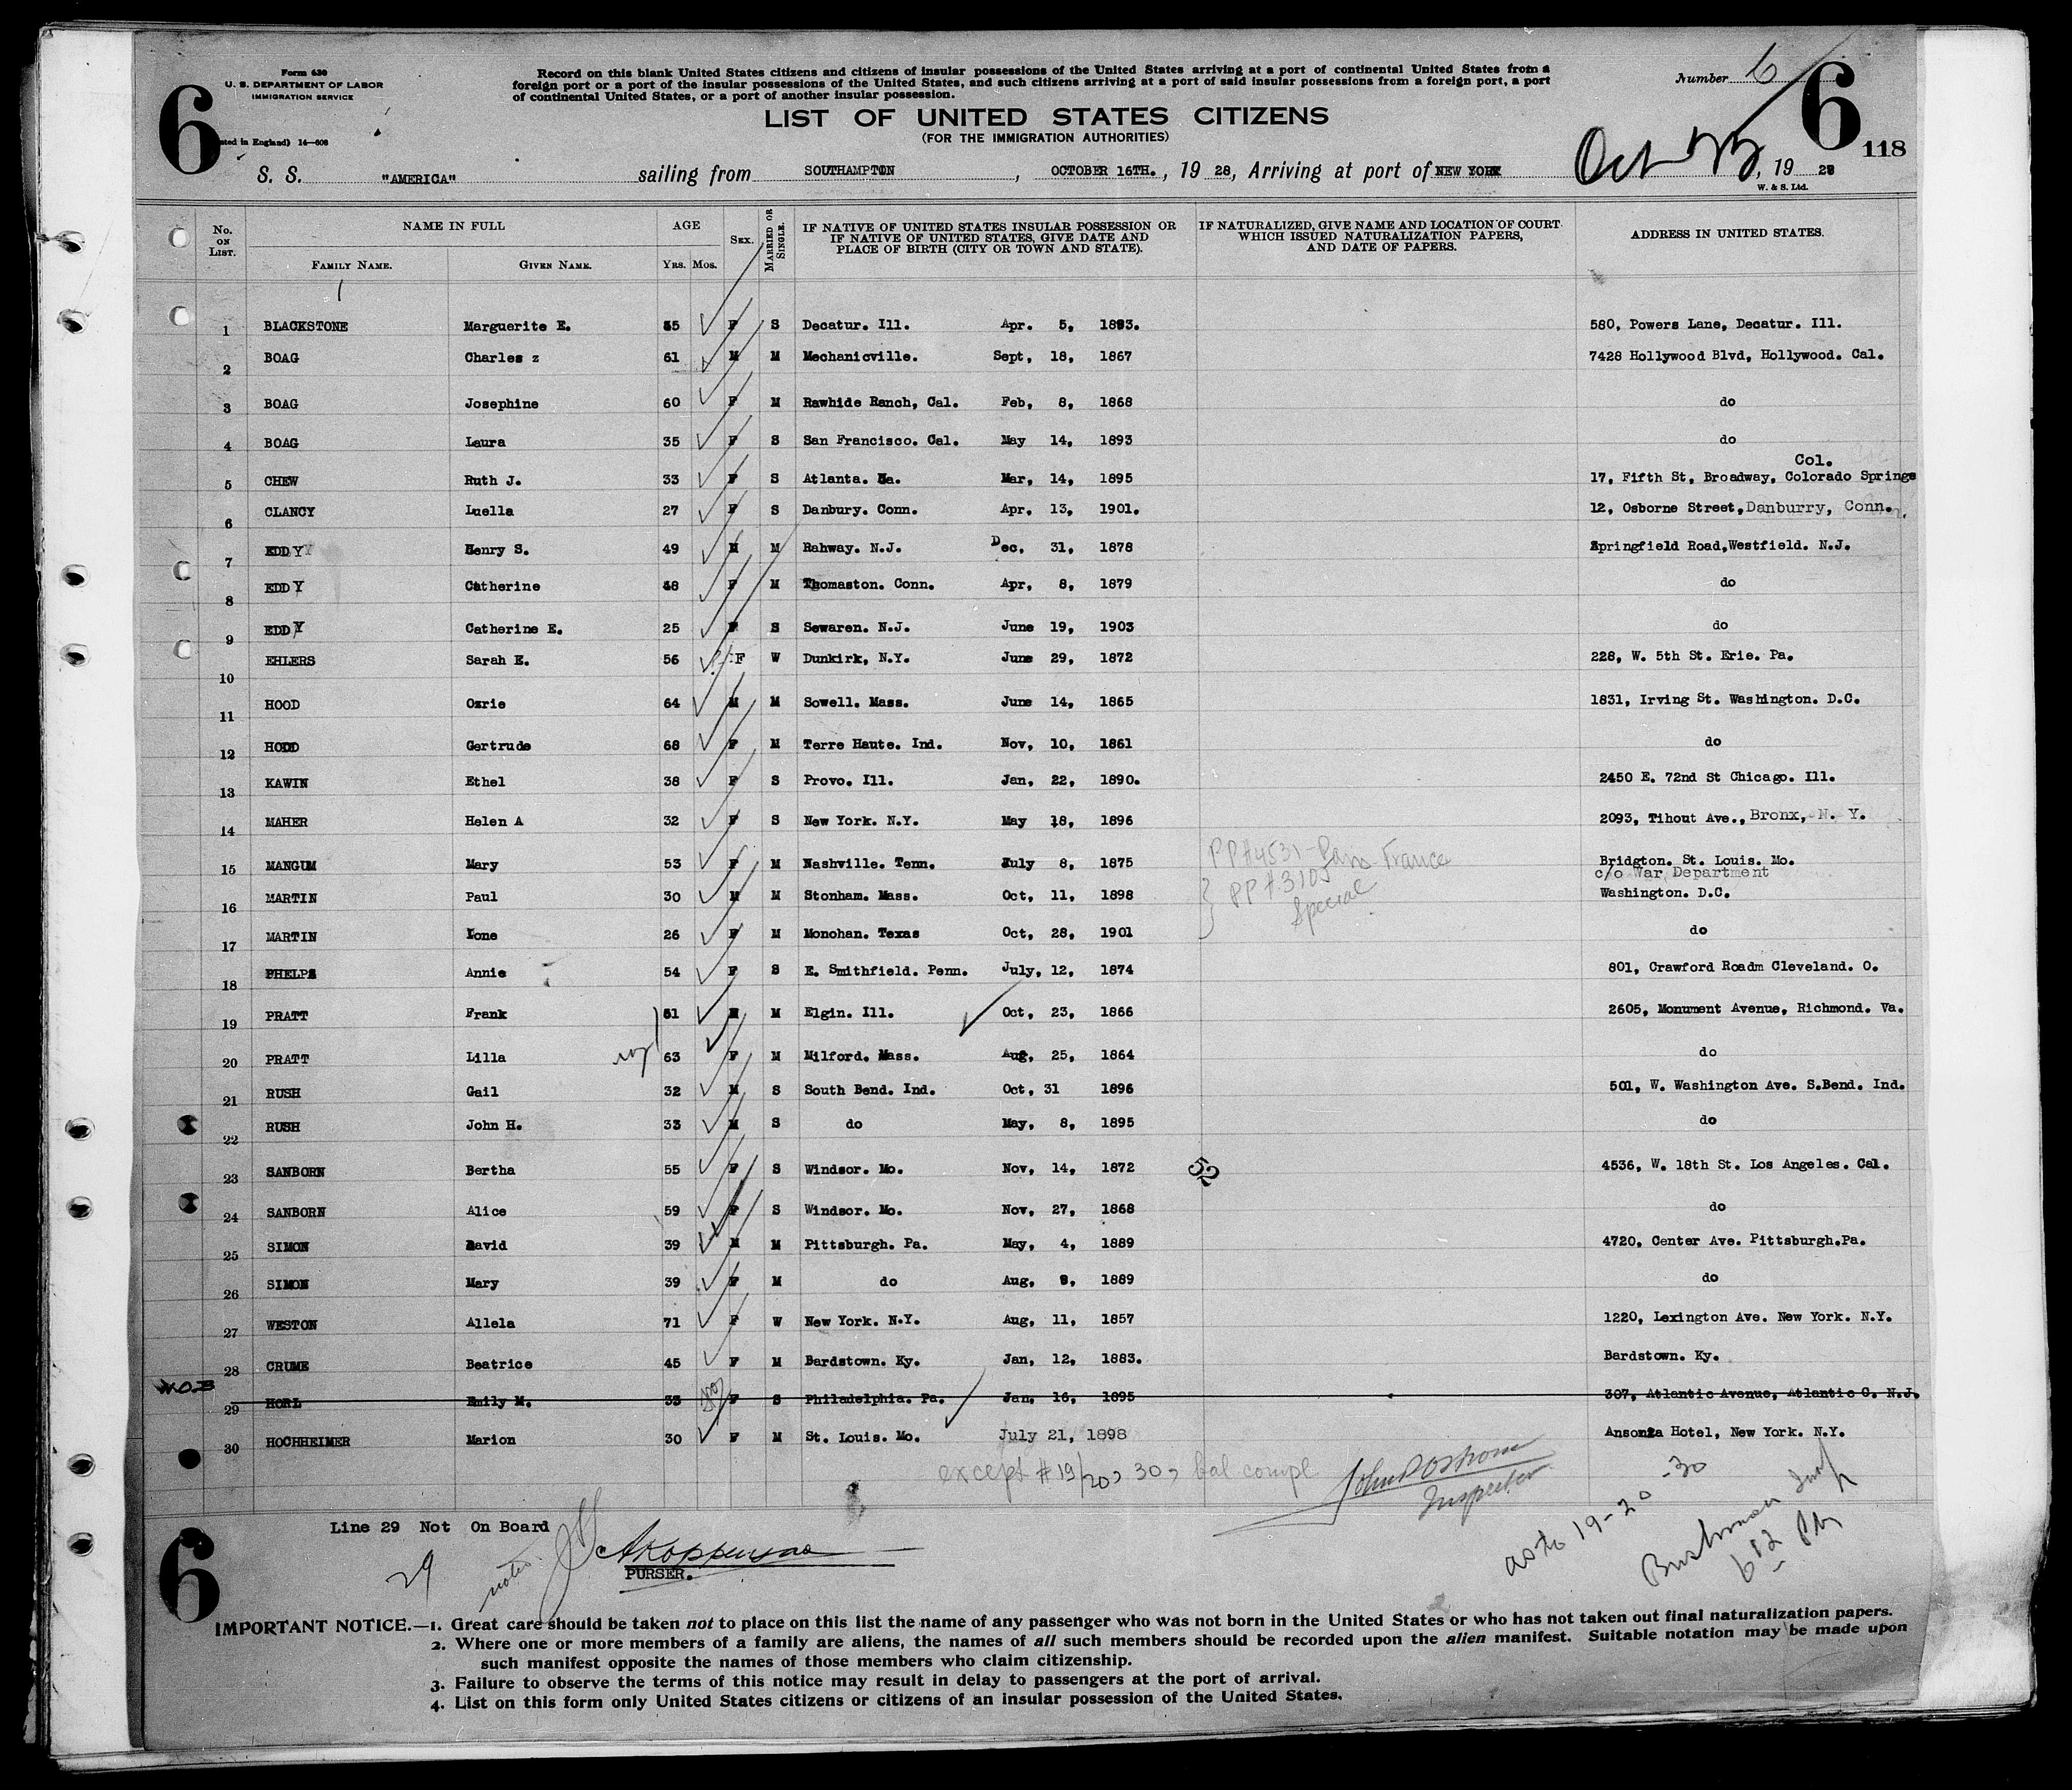 Form 630
U. S. DEPARTMENT OF LABOR
IMMIGRATION SERVICE
6
ted in England) 14—608
Record on this blank United States citizens and citizens of insular possessions of the United States arriving at a port of continental United States from a
foreign port or a port of the insular possessions of the United States, and such citizens arriving at a port of said insular possessions from a foreign port, a port
of continental United States, or a port of another insular possession.
Number 6
6
118
LIST OF UNITED STATES CITIZENS
(FOR THE IMMIGRATION AUTHORITIES)
S. S. "AMERICA" sailing from SOUTHAMPTON, OCTOBER 16TH., 19 28, Arriving at port of NEW YORK Oct , 19 28
W. & S. Ltd.
No. ON LIST. NAME IN FULL AGE SEX. MARRIED OR SINGLE. IF NATIVE OF UNITED STATES INSULAR POSSESSION OR IF NATIVE OF UNITED STATES, GIVE DATE AND PLACE OF BIRTH (CITY OR TOWN AND STATE). IF NATURALIZED, GIVE NAME AND LOCATION OF COURT WHICH ISSUED NATURALIZATION PAPERS, AND DATE OF PAPERS. ADDRESS IN UNITED STATES.
FAMILY NAME. GIVEN NAME. YRS. MOS.
1 BLACKSTONE Marguerite E. F S Decatur. Ill. Apr. 5, 1893. 580, Powers Lane, Decatur. Ill.
2 BOAG Charles z 61 M M Mechanicville. Sept, 18, 1867 7428 Hollywood Blvd, Hollywood. Cal.
3 BOAG Josephine 60 F M Rawhide Ranch, Cal. Feb, 8, 1868 do
4 BOAG Laura 35 F S San Francisco. Cal. May 14, 1893 do
Col.
5 CHEW Ruth J. 33 F S Atlanta. Ga. Mar, 14, 1895 17, Fifth St, Broadway, Colorado Springs
6 CLANCY Luella 27 F S Danbury. Conn. Apr, 13, 1901. 12, Osborne Street, Danburry, Conn.
7 EDDY Henry S. 49 M M Rahway. N.J. Dec, 31, 1878 Springfield Road,Westfield. N.J.
8 EDDY Catherine 48 F M Thomaston. Conn. Apr, 8, 1879 do
9 EDDY Catherine E. 25 F S Sewaren. N.J. June 19, 1903 do
10 EHLERS Sarah E. 56 F W Dunkirk, N.Y. June 29, 1872 228, W. 5th St. Erie. Pa.
11 HOOD Ozrie 64 M M Sowell. Mass. June 14, 1865 1831, Irving St. Washington. D.C.
12 HOOD Gertrude 68 F M Terre Haute. Ind. Nov, 10, 1861 do
13 KAWIN Ethel 38 F S Provo. Ill. Jan, 22, 1890. 2450 E. 72nd St Chicago. Ill.
14 MAHER Helen A 32 F S New York. N.Y. May 18, 1896 2093, Tihout Ave., Bronx, N. Y.
15 MANGUM Mary 53 F M Nashville. Tenn. July 8, 1875 PP#4531-Paris-France Bridgton. St. Louis. Mo.
c/o War Department
16 MARTIN Paul 30 M M Stonham. Mass. Oct, 11, 1898 PP#3105 Special Washington. D.C.
17 MARTIN Ione 26 F M Monohan. Texas Oct, 28, 1901 do
18 PHELPS Annie 54 F S E. Smithfield. Penn. July, 12, 1874 801, Crawford Roadm Cleveland. O.
19 PRATT Frank 61 M M Elgin. Ill. Oct, 23, 1866 2605, Monument Avenue, Richmond. Va.
20 PRATT Lilla 63 F M Milford. Mass. Aug, 25, 1864 do
21 RUSH Gail 32 M S South Bend. Ind. Oct, 31 1896 501, W. Washington Ave. S.Bend. Ind.
22 RUSH John H. 33 M S do May, 8, 1895 do
23 SANBORN Bertha 55 F S Windsor. Mo. Nov, 14, 1872 52 4536, W. 18th St. Los Angeles. Cal.
24 SANBORN Alice 59 F S Windsor. Mo. Nov, 27, 1868 do
25 SIMON David 39 M M Pittsburgh. Pa. May, 4, 1889 4720, Center Ave. Pittsburgh.Pa.
26 SIMON Mary 39 F M do Aug, 1889 do
27 WESTON Allela 71 F W New York. N.Y. Aug, 11, 1857 1220, Lexington Ave. New York. N.Y.
28 CRUME Beatrice 45 F M Bardstown. Ky. Jan, 12, 1883. Bardstown. Ky.
N.O.B
29 HORL Emily M. 33 F S Philadelphia. Pa. Jan, 16, 1895 307, Atlantic Avenue, Atlantic C. N.J.
30 HOCHHEIMER Marion 30 F M St. Louis. Mo. July 21, 1898 Ansonia Hotel, New York. N.Y.
except #19/20, 30, bal compl
Inspector
as to 19-20 -30
Line 29 Not On Board
29
PURSER.
6
IMPORTANT NOTICE.—1. Great care should be taken not to place on this list the name of any passenger who was not born in the United States or who has not taken out final naturalization papers.
2. Where one or more members of a family are aliens, the names of all such members should be recorded upon the alien manifest. Suitable notation may be made upon
such manifest opposite the names of those members who claim citizenship.
3. Failure to observe the terms of this notice may result in delay to passengers at the port of arrival.
4. List on this form only United States citizens or citizens of an insular possession of the United States.